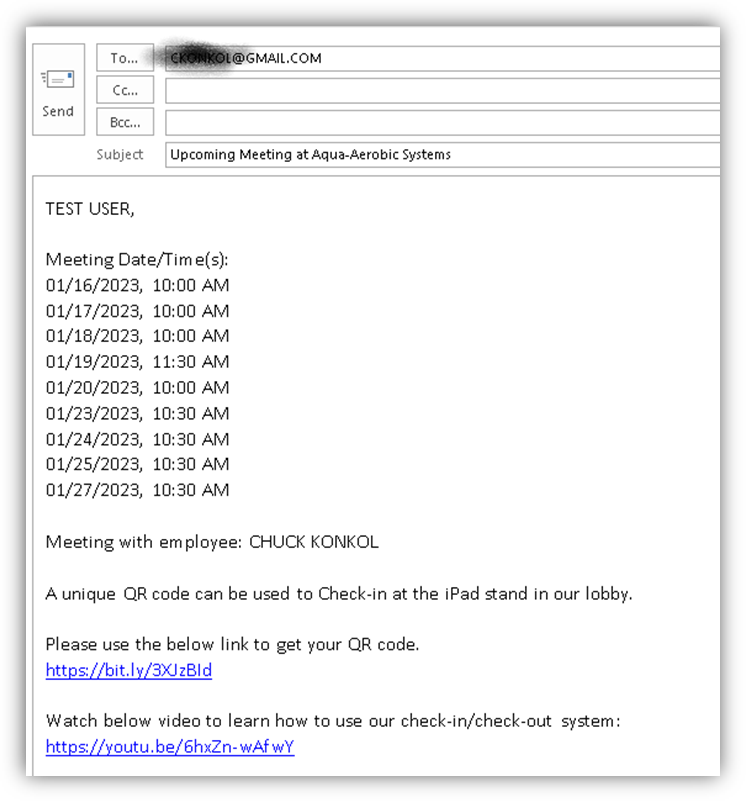 To...
@GMAIL.COM
Cc...
Send
Bcc...
Subject
Upcoming Meeting at Aqua-Aerobic Systems
TEST USER,
Meeting Date/Time(s):
01/16/2023, 10:00 AM
01/17/2023, 10:00 AM
01/18/2023, 10:00 AM
01/19/2023, 11:30 AM
01/20/2023, 10:00 AM
01/23/2023, 10:30 AM
01/24/2023, 10:30 AM
01/25/2023, 10:30 AM
01/27/2023, 10:30 AM
Meeting with employee: CHUCK KONKOL
A unique QR code can be used to Check-in at the iPad stand in our lobby.
Please use the below link to get your QR code.
https://bit.ly/3XJzBld
Watch below video to learn how to use our check-in/check-out system:
https://youtu.be/6hxZn-wAfwY